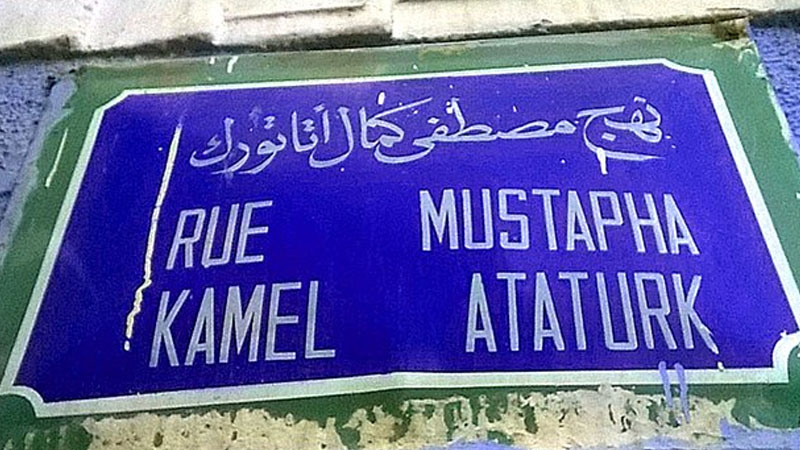 نهج مصطفى كمال أتاتورك
RUE MUSTAPHA
KAMEL ATATURK